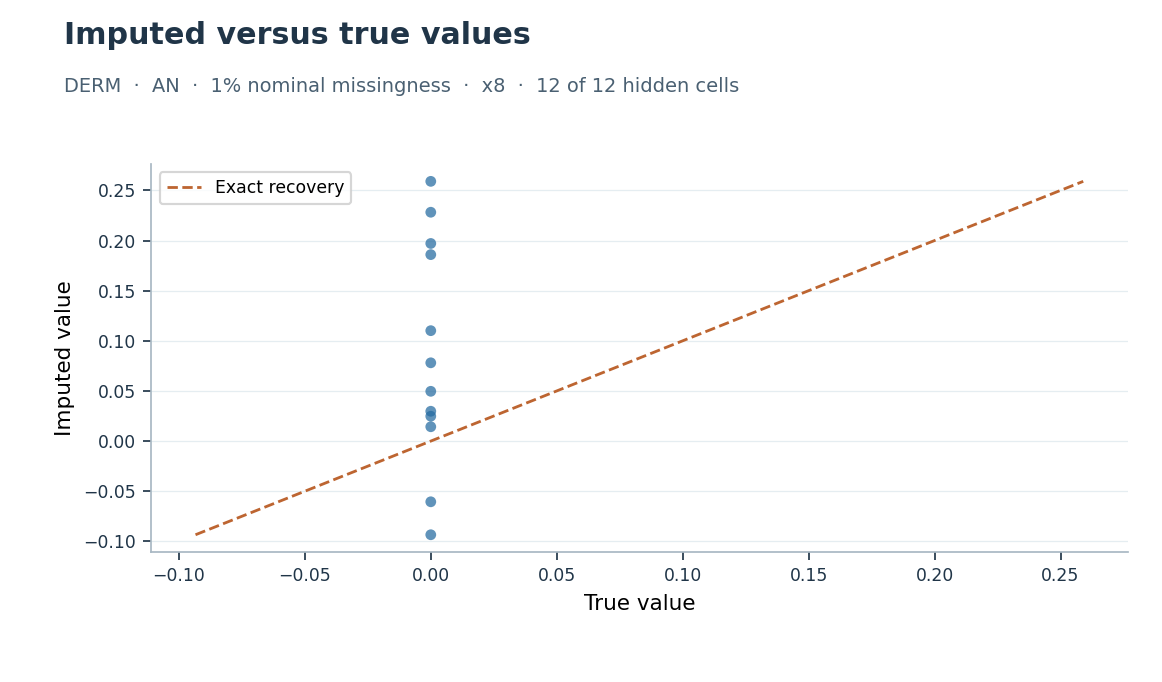 Imputed versus true values
DERM · AN · 1% nominal missingness · x8 · 12 of 12 hidden cells
Exact recovery
0.25
0.20
0.15
0.10
0.05
0.00
−0.05
−0.10
Imputed value
−0.10 −0.05 0.00 0.05 0.10 0.15 0.20 0.25
True value